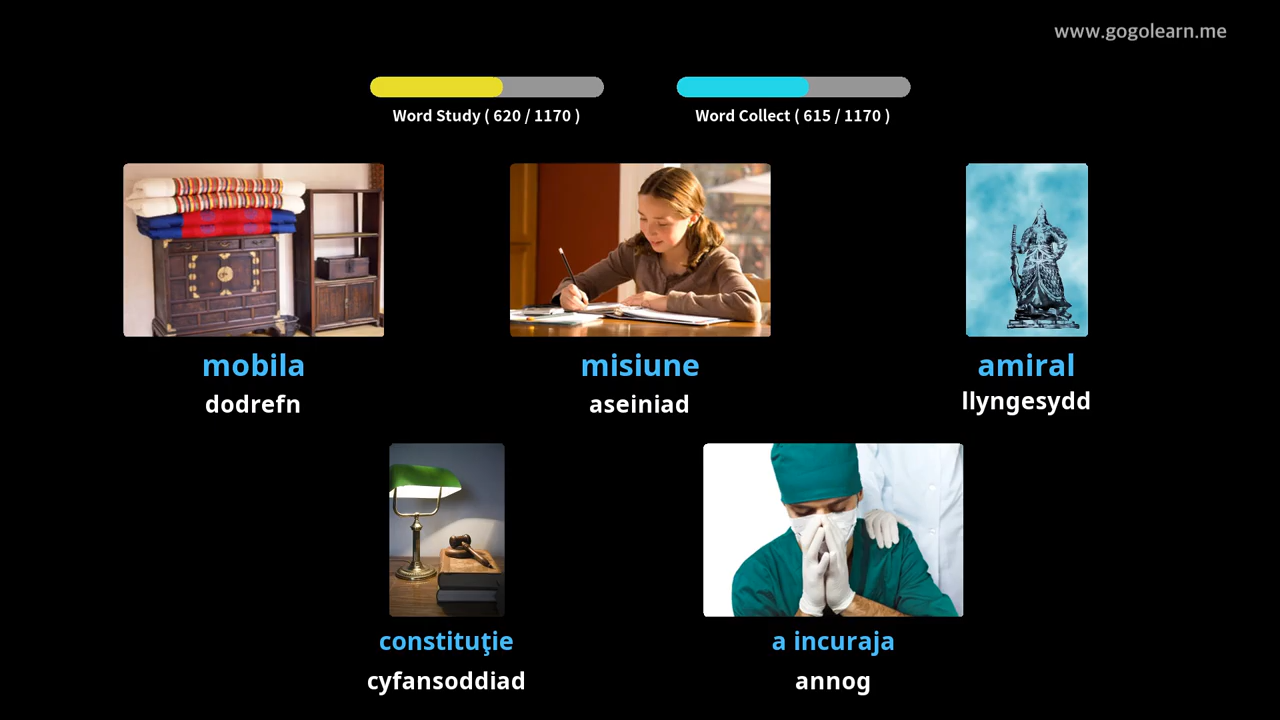 www.gogolearn.me
Word Study ( 620 / 1170 )
Word Collect ( 615 / 1170 )
mobila
dodrefn
misiune
aseiniad
amiral
llyngesydd
constituţie
cyfansoddiad
a incuraja
annog